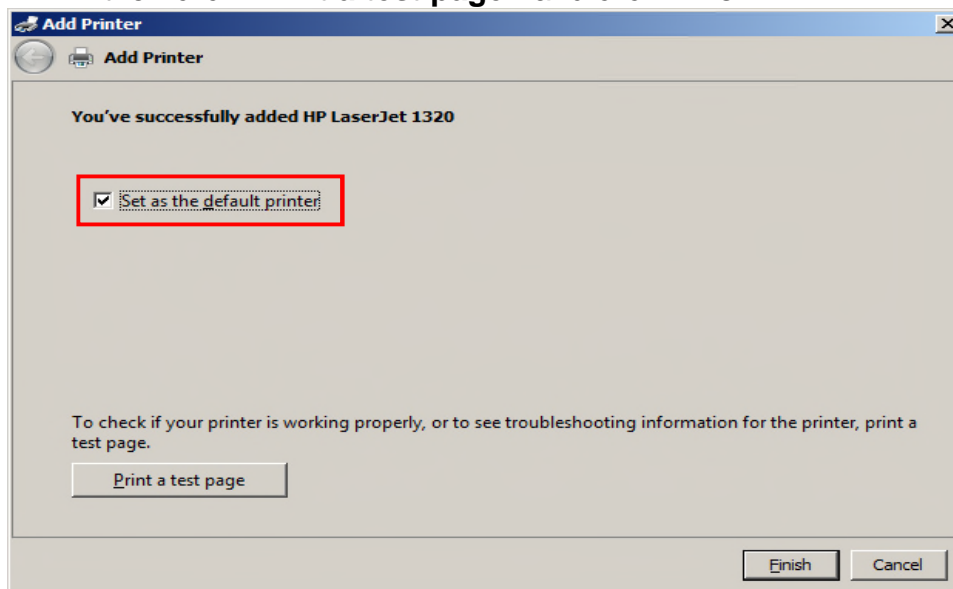 a test page
Add Printer
Add Printer
You've successfully added HP LaserJet 1320
Set as the default printer
To check if your printer is working properly, or to see troubleshooting information for the printer, print a
test page.
Print a test page
Finish Cancel